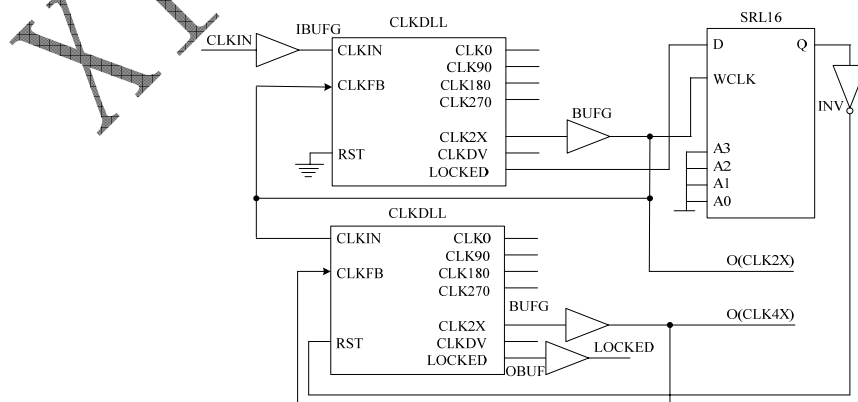 SRL16
CLKDLL
IBUFG
CLKIN
CLKIN
CLKFB
RST
CLK0
CLK90
CLK180
CLK270
CLK2X
CLKDV
LOCKED
BUFG
D
Q
WCLK
A3
A2
A1
A0
INV
CLKDLL
CLKIN
CLKFB
RST
CLK0
CLK90
CLK180
CLK270
CLK2X
CLKDV
LOCKED
BUFG
OBUF
LOCKED
O(CLK2X)
O(CLK4X)